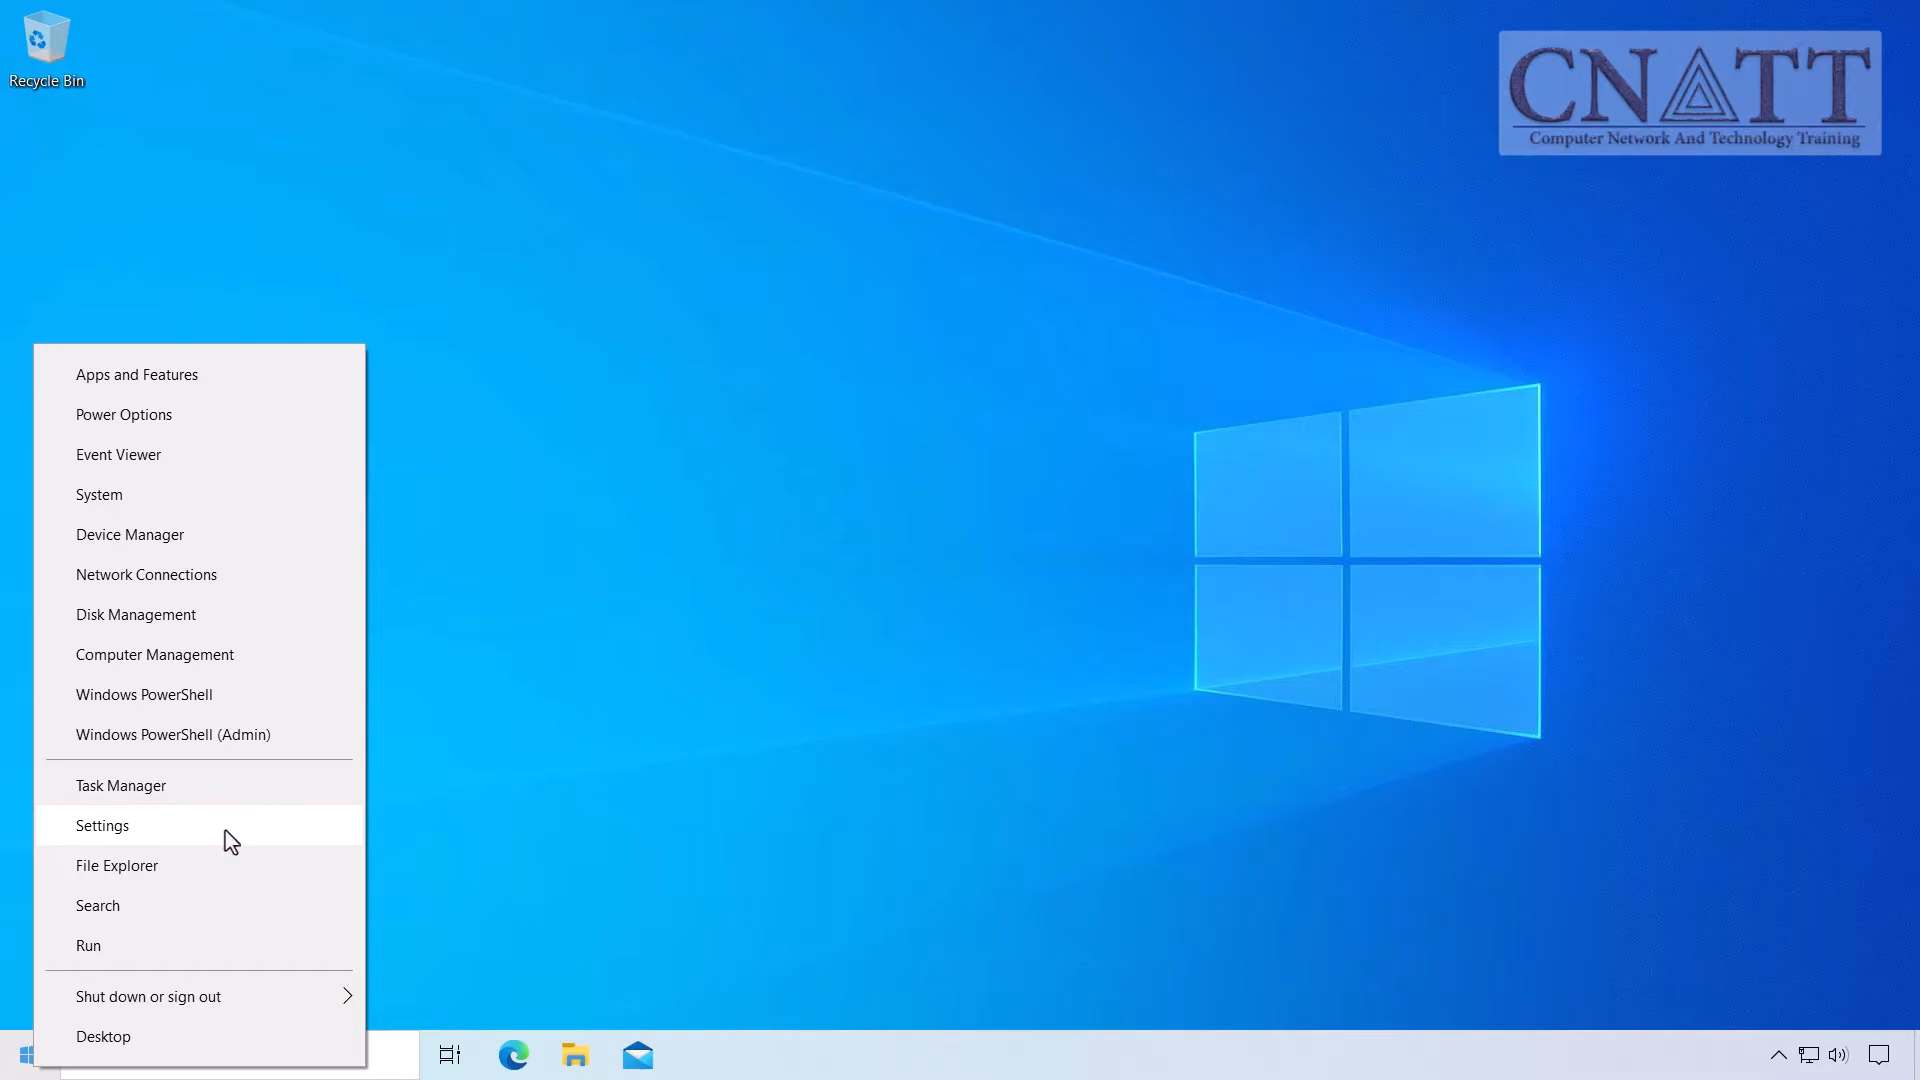 Recycle Bin
CNATT
Computer Network And Technology Training
Apps and Features
Power Options
Event Viewer
System
Device Manager
Network Connections
Disk Management
Computer Management
Windows PowerShell
Windows PowerShell (Admin)
Task Manager
Settings
File Explorer
Search
Run
Shut down or sign out
Desktop